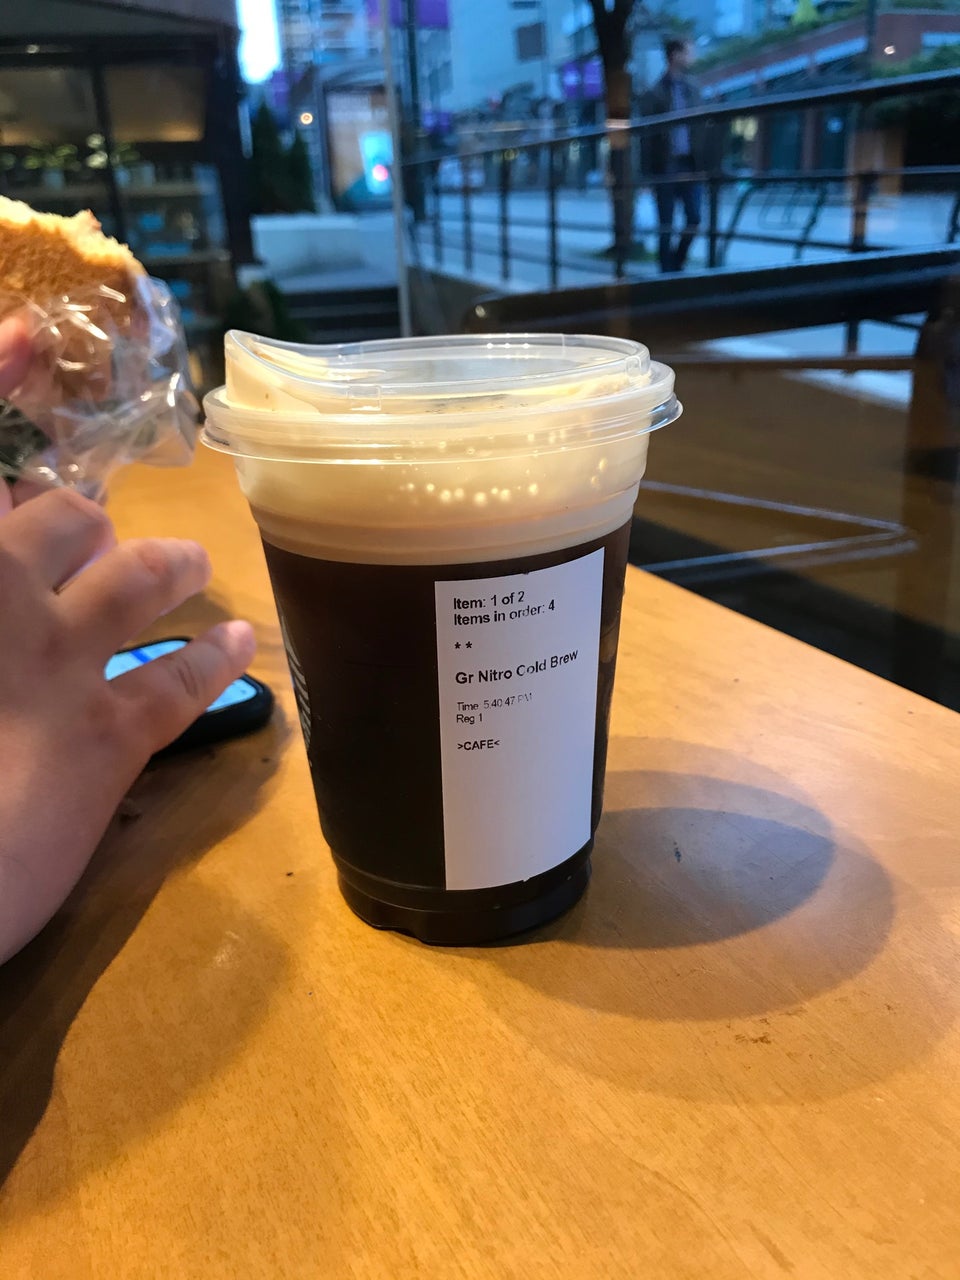 Item: 1 of 2
Items in order: 4
**
Gr Nitro Cold Brew
Time 5:40:47 PM
Reg 1
>CAFE<